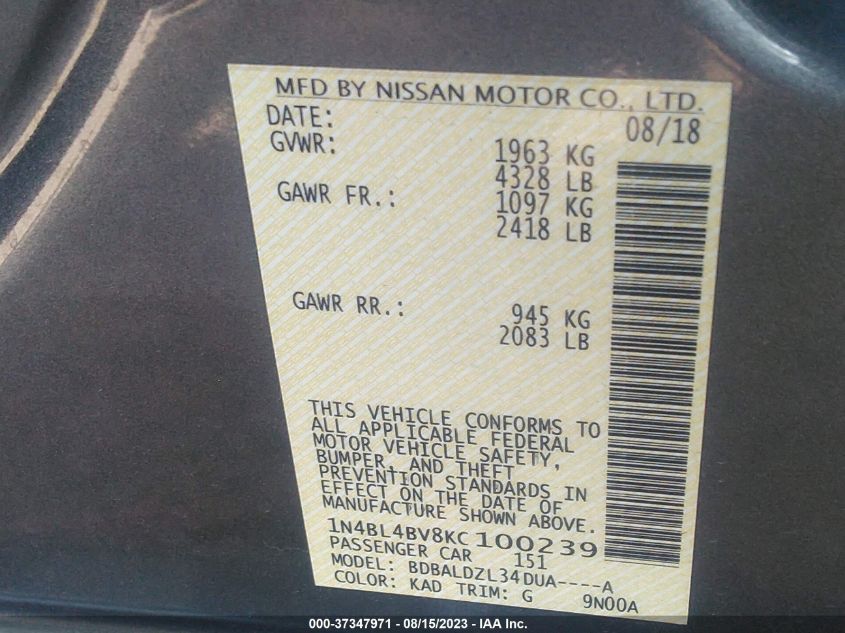 MFD BY NISSAN MOTOR CO., LTD.
DATE: 08/18
GVWR: 1963 KG
4328 LB
GAWR FR.: 1097 KG
2418 LB
GAWR RR.: 945 KG
2083 LB
THIS VEHICLE CONFORMS TO
ALL APPLICABLE FEDERAL
MOTOR VEHICLE SAFETY,
BUMPER, AND THEFT
PREVENTION STANDARDS IN
EFFECT ON THE DATE OF
MANUFACTURE SHOWN ABOVE.
1N4BL4BV8KC100239
PASSENGER CAR 151
MODEL: BDBALDZL34DUA----A
COLOR: KAD TRIM: G 9N00A
000-37347971 - 08/15/2023 - IAA Inc.